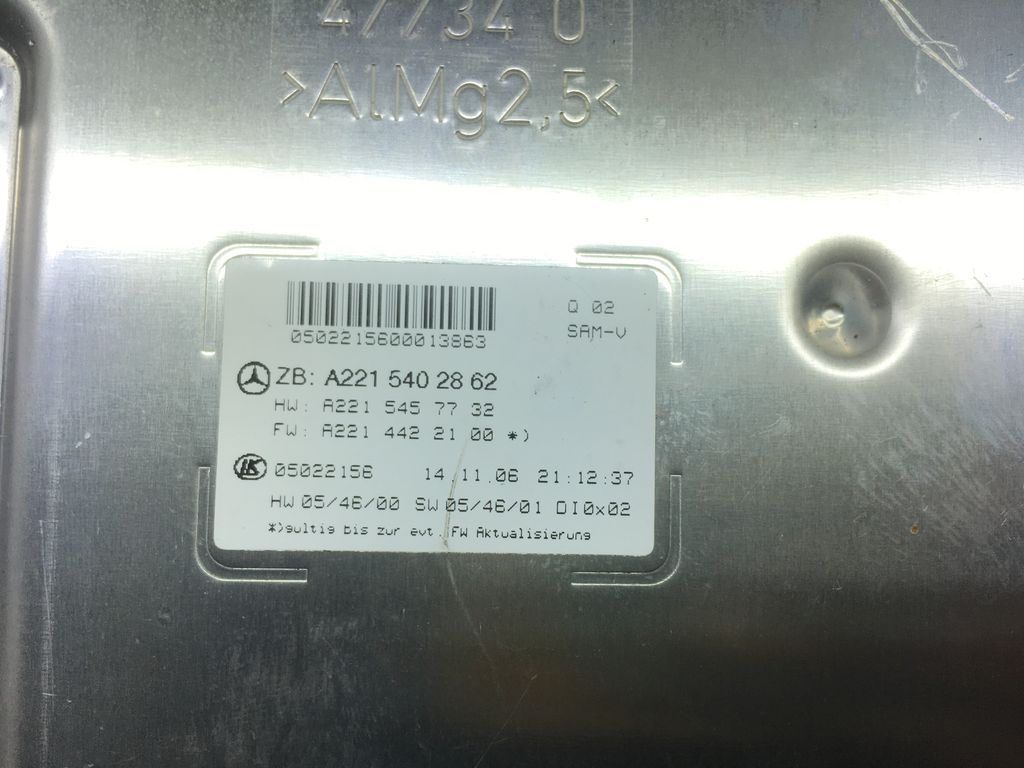 47734 0
>AlMg2,5<
Q 02
SAM-V
0502215600013863
ZB: A221 540 28 62
HW: A221 545 77 32
FW: A221 442 21 00 *)
05022156 14.11.06 21:12:37
HW 05/46/00 SW 05/46/01 DI0x02
*)gultig bis zur evt. FW Aktualisierung